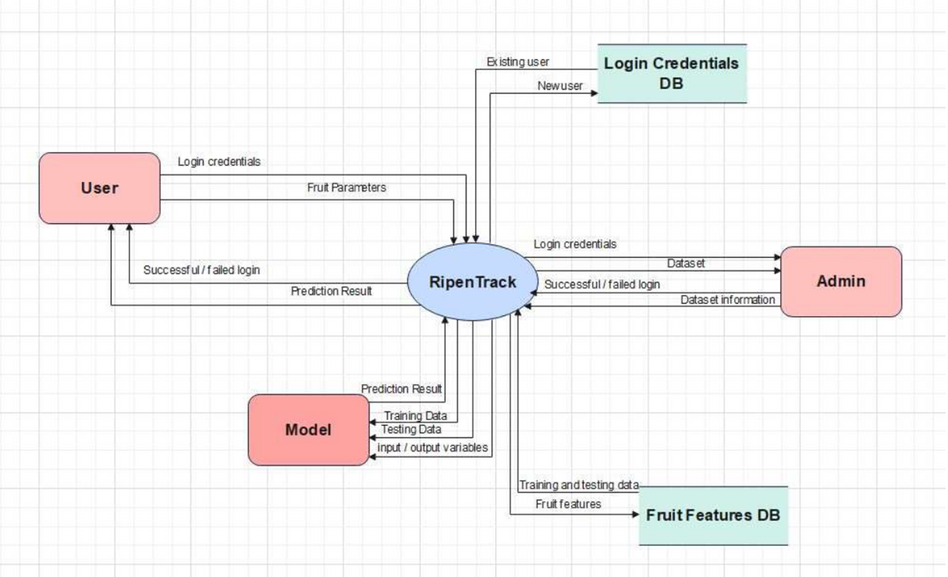 Existing user
Login Credentials
DB
New user
Login credentials
User
Fruit Parameters
Login credentials
Dataset
Successful / failed login
RipenTrack
Successful / failed login
Admin
Prediction Result
Dataset information
Prediction Result
Training Data
Model
Testing Data
input / output variables
Training and testing data
Fruit features
Fruit Features DB